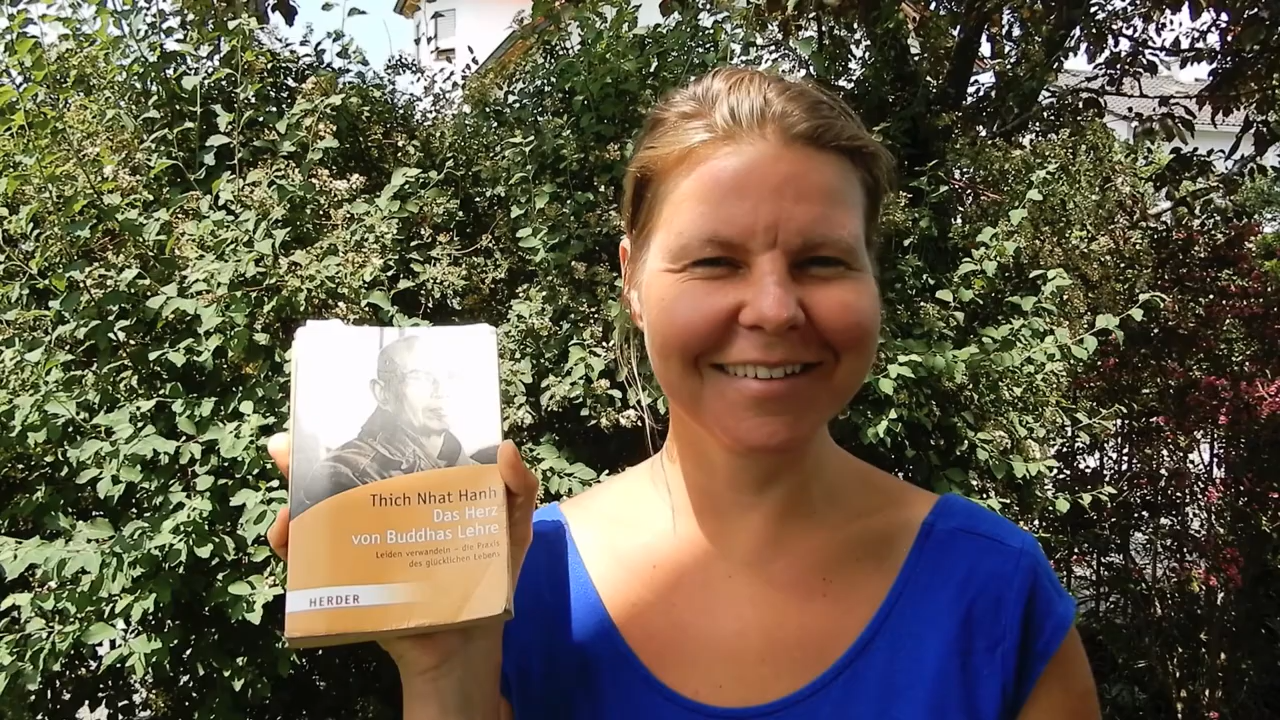 Thich Nhat Hanh
Das Herz
von Buddhas Lehre
Leiden verwandeln – die Praxis
des glücklichen Lebens
HERDER